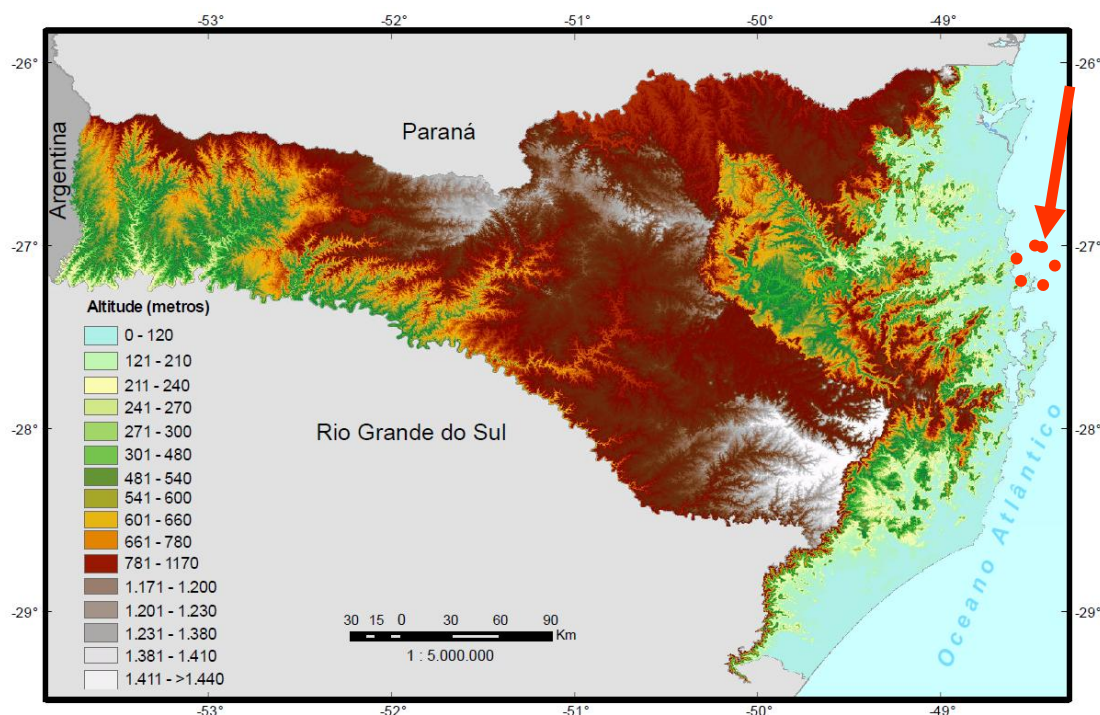 -53° -52° -51° -50° -49°
-26° -26°
Paraná
Argentina
-27° -27°
Altitude (metros)
0 - 120
121 - 210
211 - 240
241 - 270
271 - 300
301 - 480
481 - 540
541 - 600
601 - 660
661 - 780
781 - 1170
1.171 - 1.200
1.201 - 1.230
1.231 - 1.380
1.381 - 1.410
1.411 - >1.440
Rio Grande do Sul
-28° -28°
Oceano Atlântico
-29° -29°
30 15 0 30 60 90
Km
1 : 5.000.000
-53° -52° -51° -50° -49°